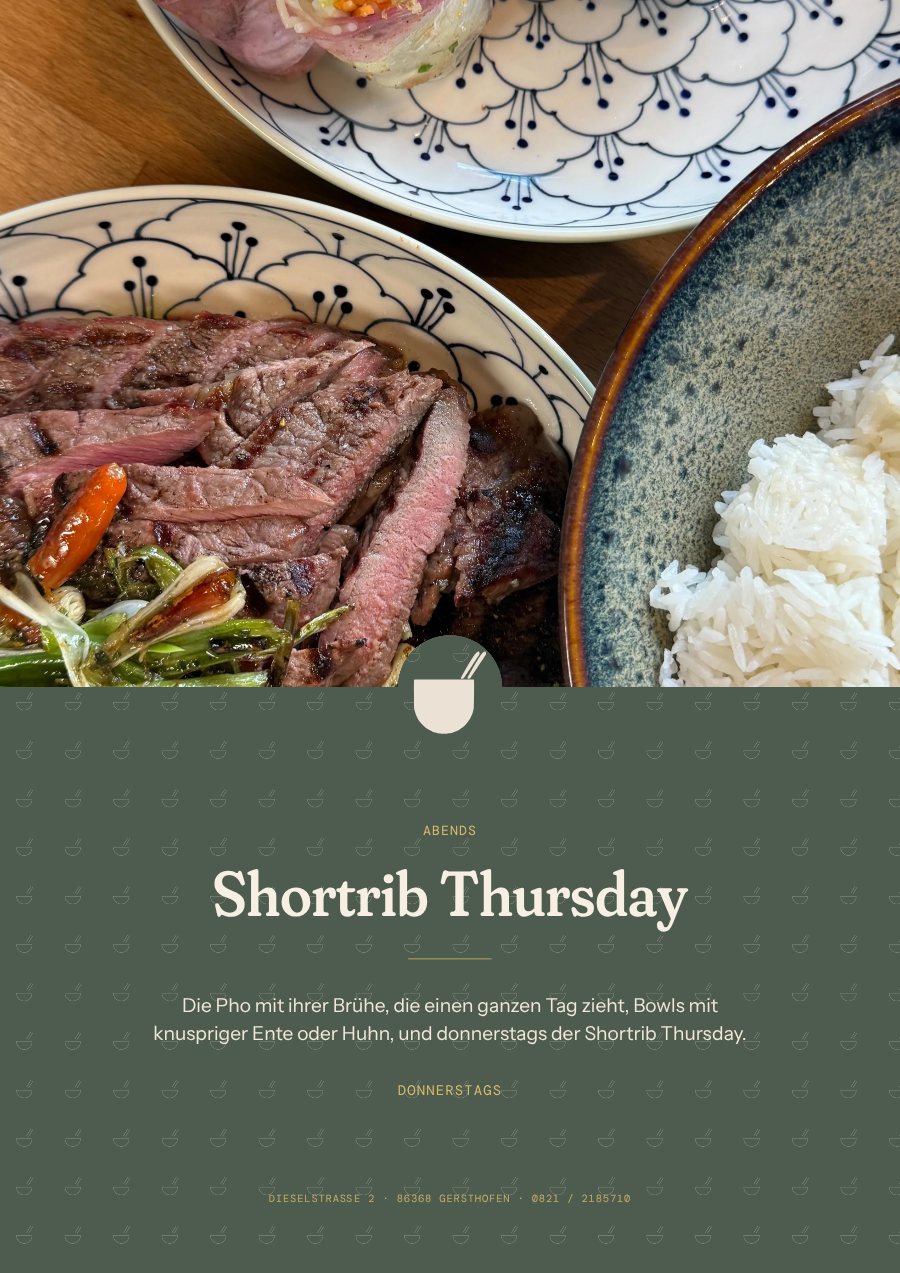 ABENDS
Shortrib Thursday
Die Pho mit ihrer Brühe, die einen ganzen Tag zieht, Bowls mit
knuspriger Ente oder Huhn, und donnerstags der Shortrib Thursday.
DONNERSTAGS
DIESELSTRASSE 2 · 86368 GERSTHOFEN · 0821 / 2185710